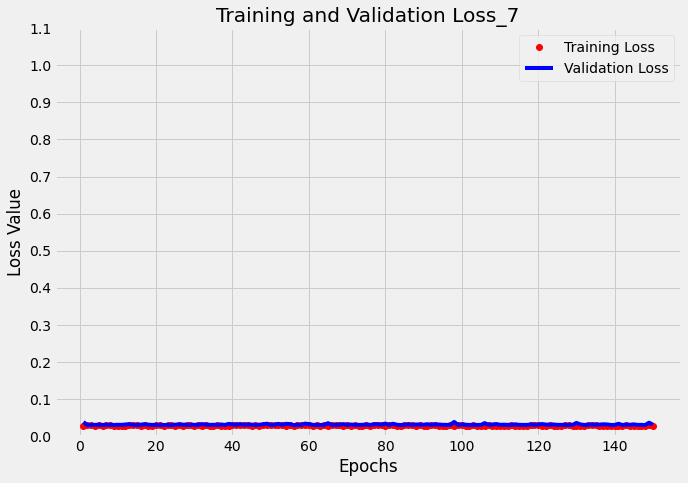 Training and Validation Loss_7
Training Loss
Validation Loss
1.1
1.0
0.9
0.8
0.7
0.6
0.5
0.4
0.3
0.2
0.1
0.0
Loss Value
0 20 40 60 80 100 120 140
Epochs